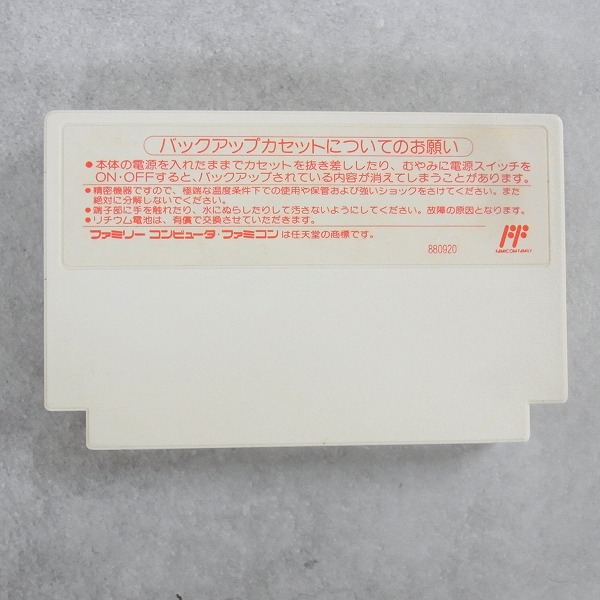 バックアップカセットについてのお願い
●本体の電源を入れたままでカセットを抜き差ししたり、むやみに電源スイッチを
ON・OFFすると、バックアップされている内容が消えてしまうことがあります。
●精密機器ですので、極端な温度条件下での使用や保管および強いショックをさけてください。また
絶対に分解しないでください。
●端子部に手を触れたり、水にぬらしたりして汚さないようにしてください。故障の原因となります。
●リチウム電池は、有償で交換させていただきます。
ファミリー コンピュータ・ファミコン は任天堂の商標です。
880920
FF
FAMICOM FAMILY